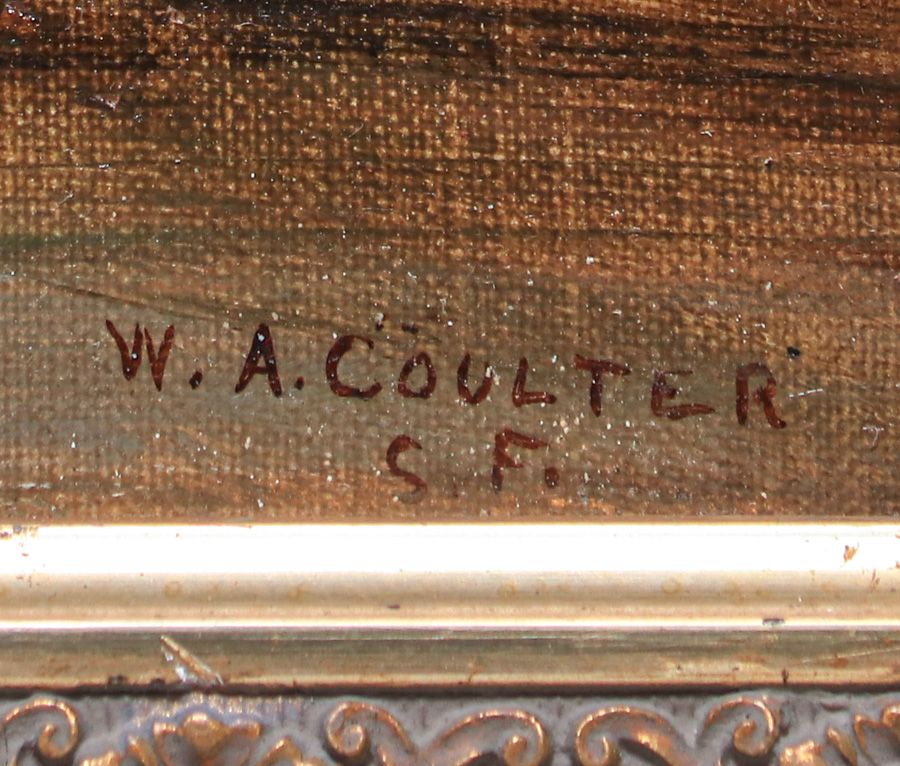 W. A. COULTER
S. F.